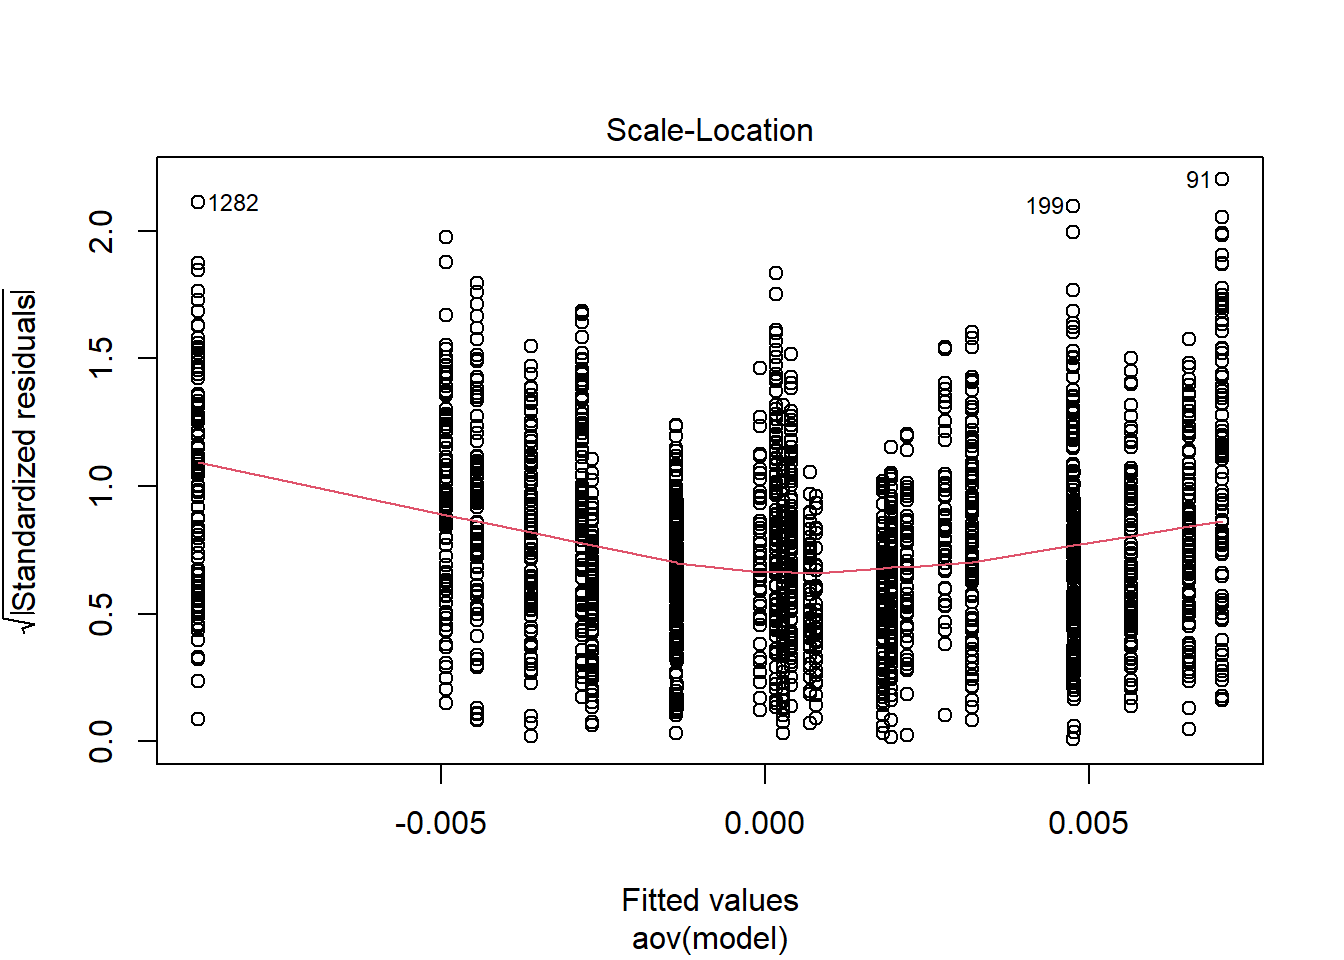 Scale-Location
√|Standardized residuals|
2.0
1.5
1.0
0.5
0.0
1282
199
91
-0.005
0.000
0.005
Fitted values
aov(model)